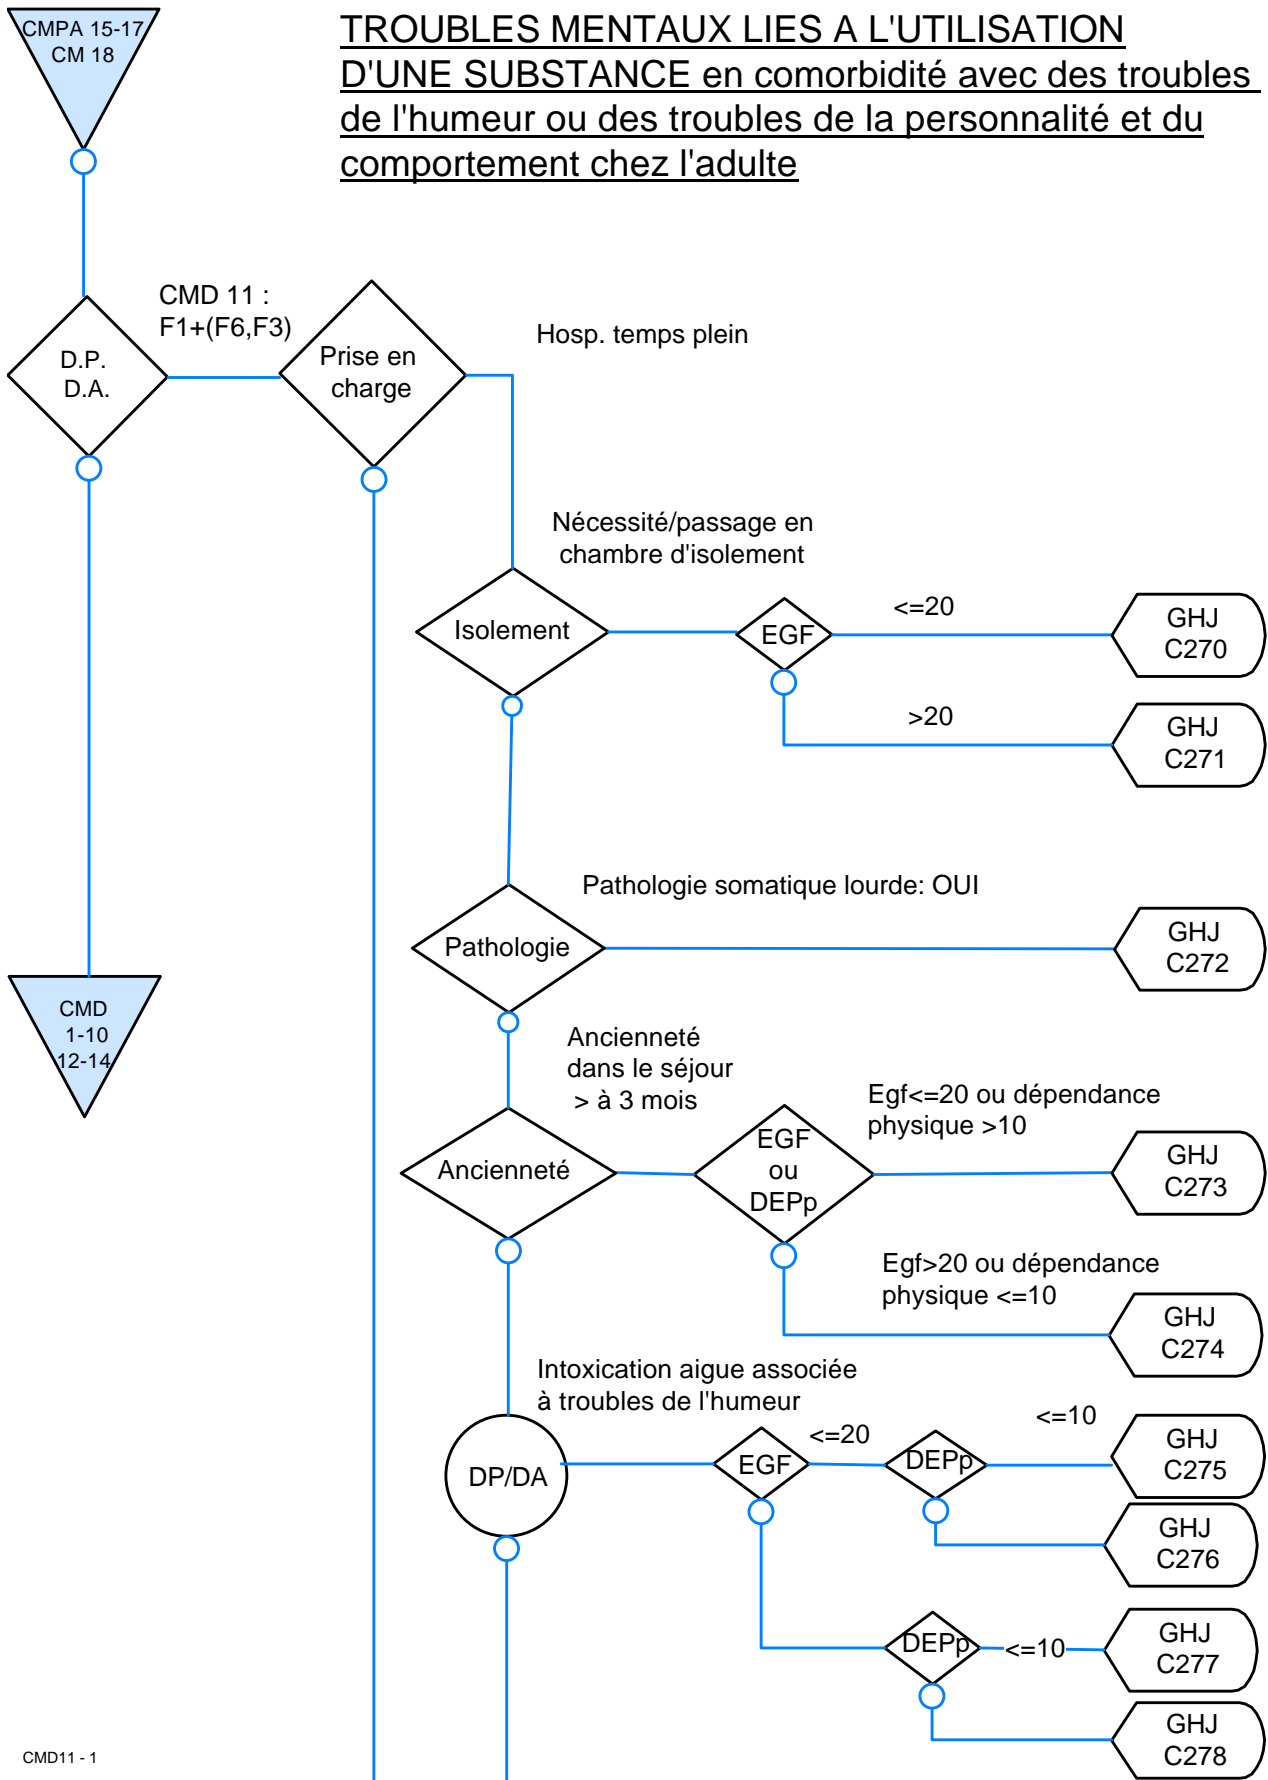 CMPA 15-17
CM 18
TROUBLES MENTAUX LIES A L'UTILISATION
D'UNE SUBSTANCE en comorbidité avec des troubles
de l'humeur ou des troubles de la personnalité et du
comportement chez l'adulte
CMD 11 :
F1+(F6,F3)
D.P.
D.A.
Prise en
charge
Hosp. temps plein
Nécessité/passage en
chambre d'isolement
Isolement
EGF
<=20
GHJ
C270
>20
GHJ
C271
Pathologie somatique lourde: OUI
Pathologie
GHJ
C272
CMD
1-10
12-14
Ancienneté
dans le séjour
> à 3 mois
Ancienneté
EGF
ou
DEPp
Egf<=20 ou dépendance
physique >10
GHJ
C273
Egf>20 ou dépendance
physique <=10
GHJ
C274
Intoxication aigue associée
à troubles de l'humeur
DP/DA
EGF
<=20
DEPp
<=10
GHJ
C275
GHJ
C276
DEPp
<=10
GHJ
C277
GHJ
C278
CMD11 - 1